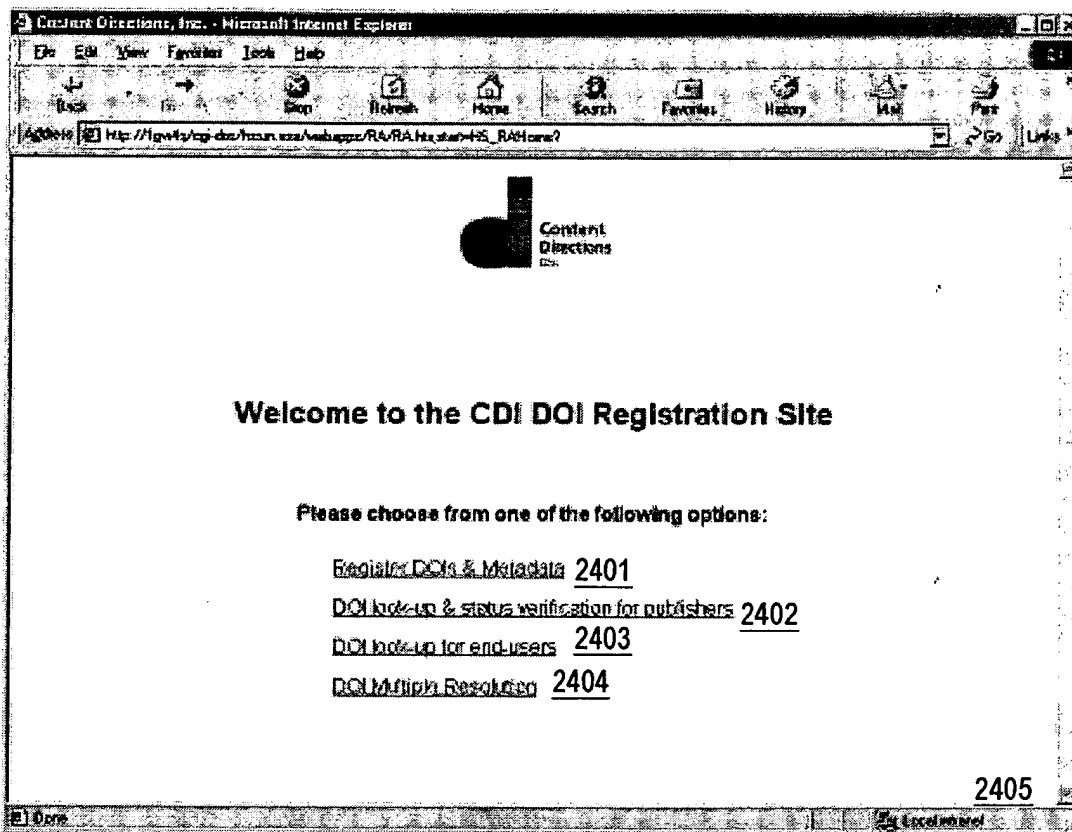 Content Directions, Inc. - Microsoft Internet Explorer
File Edit View Favorites Tools Help
Back Stop Refresh Home Search Favorites History Mail Print
Address Go Links
Content
Directions
Inc.
Welcome to the CDI DOI Registration Site
Please choose from one of the following options:
Register DOIs & Metadata 2401
DOI look-up & status verification for publishers 2402
DOI look-up for end-users 2403
DOI Multiple Resolution 2404
2405
Done Local intranet